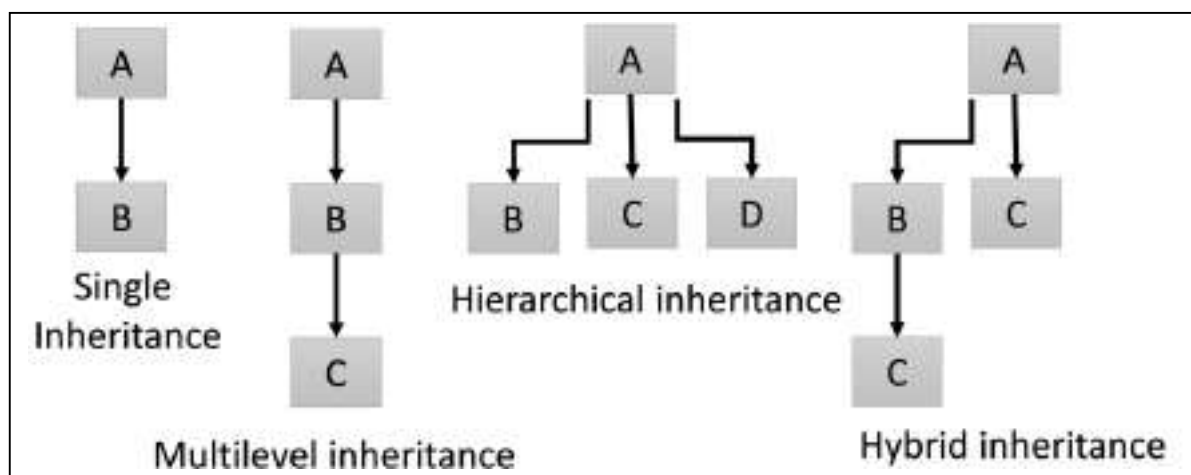 A
B
Single
Inheritance
A
B
C
Multilevel inheritance
A
B
C
D
Hierarchical inheritance
A
B
C
C
Hybrid inheritance